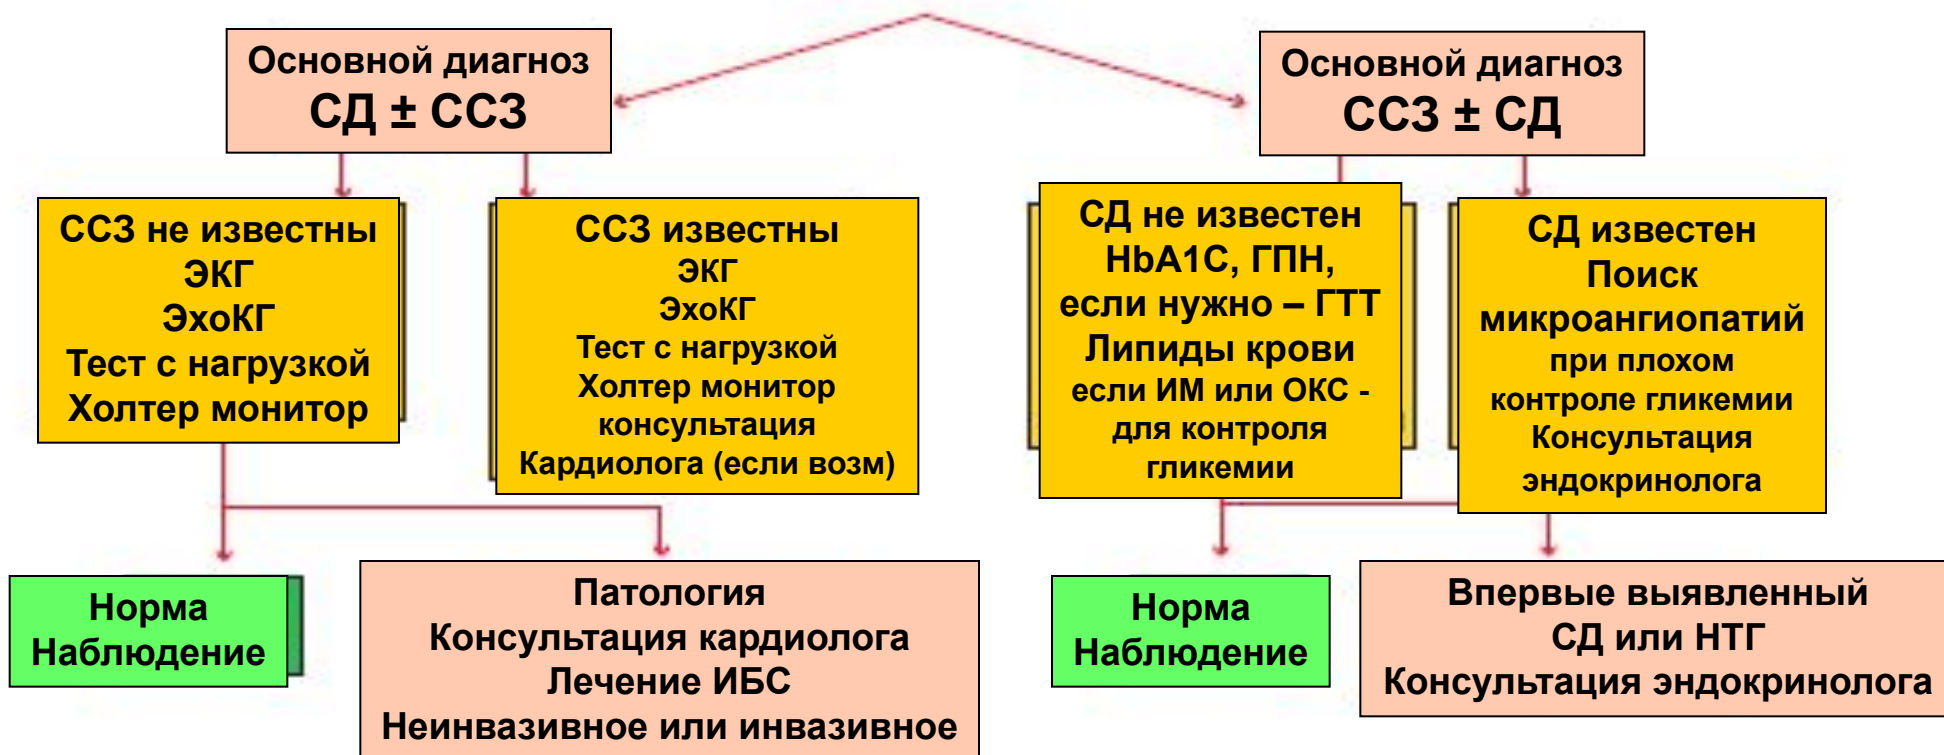 Основной диагноз
СД ± ССЗ
Основной диагноз
ССЗ ± СД
ССЗ не известны
ЭКГ
ЭхоКГ
Тест с нагрузкой
Холтер монитор
ССЗ известны
ЭКГ
ЭхоКГ
Тест с нагрузкой
Холтер монитор
консультация
Кардиолога (если возм)
СД не известен
HbA1C, ГПН,
если нужно – ГТТ
Липиды крови
если ИМ или ОКС -
для контроля
гликемии
СД известен
Поиск
микроангиопатий
при плохом
контроле гликемии
Консультация
эндокринолога
Норма
Наблюдение
Патология
Консультация кардиолога
Лечение ИБС
Неинвазивное или инвазивное
Норма
Наблюдение
Впервые выявленный
СД или НТГ
Консультация эндокринолога